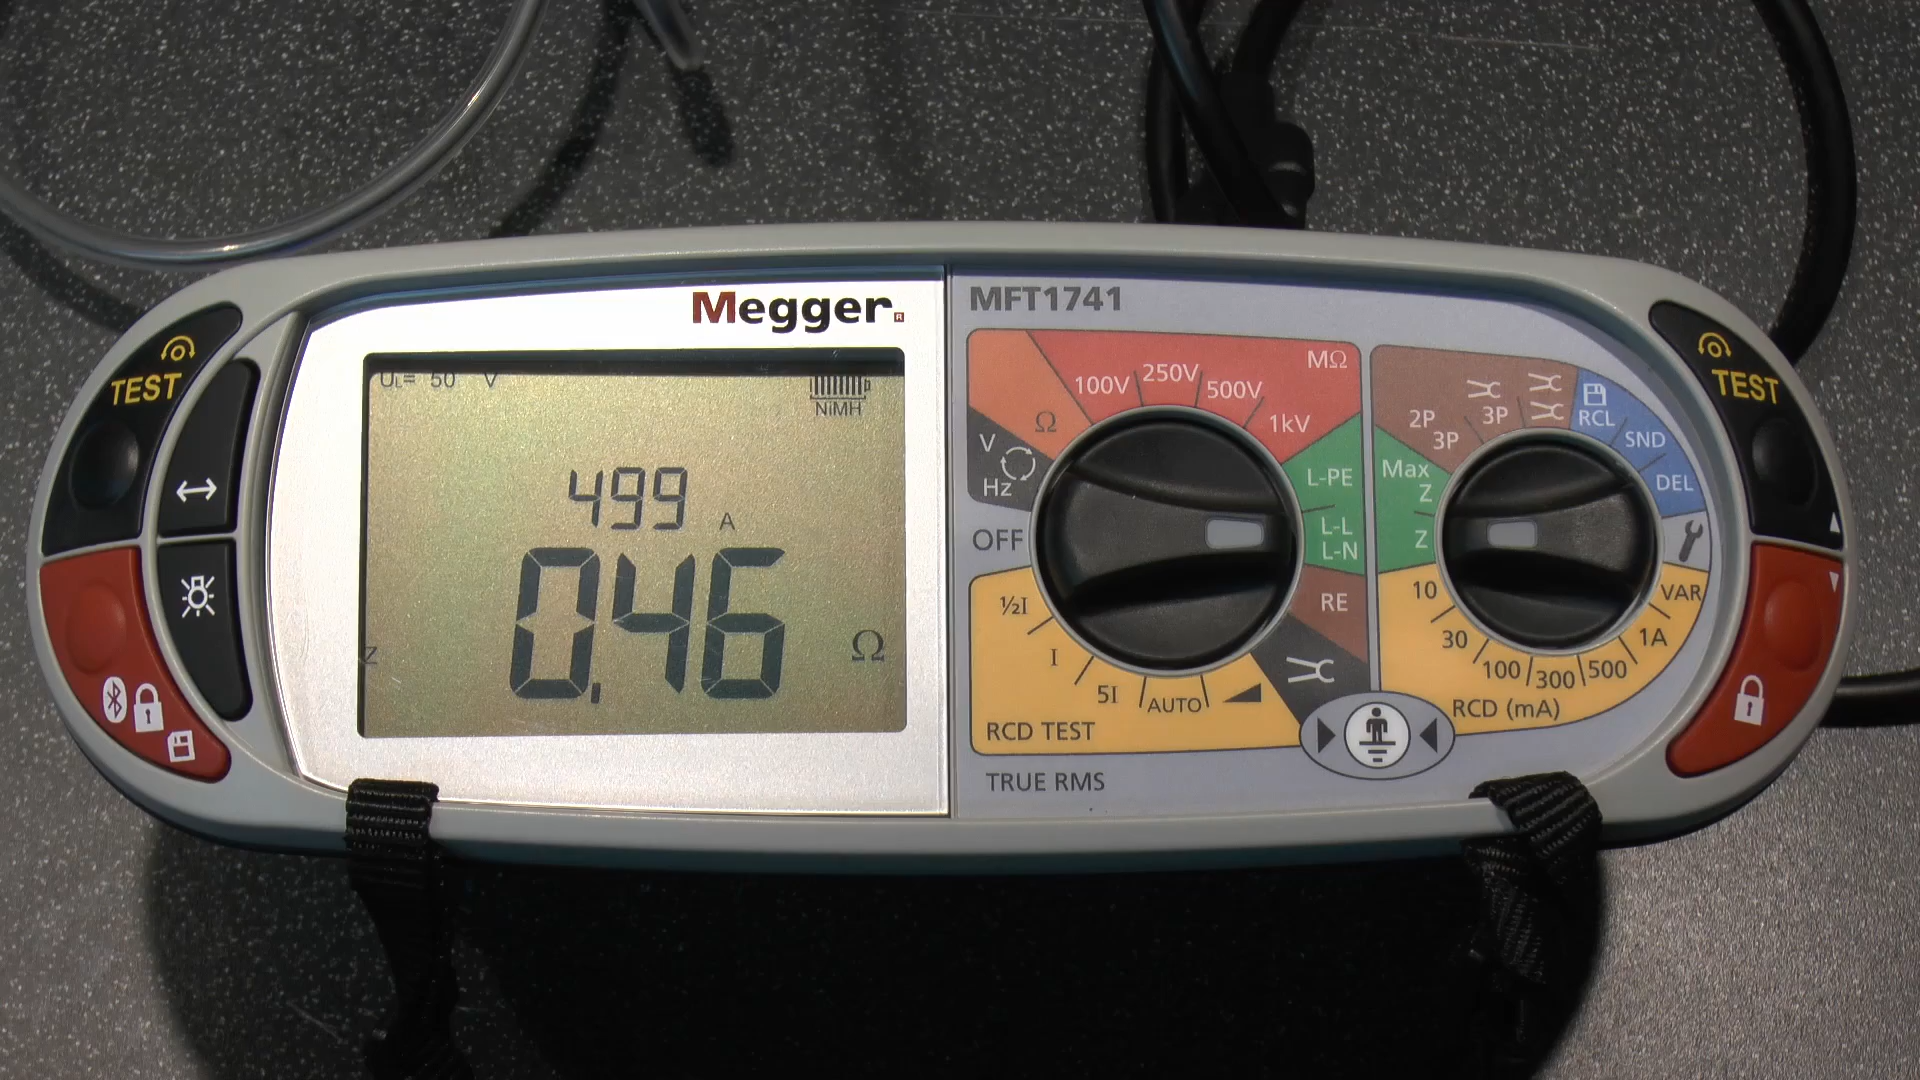 Megger.
MFT1741
TEST
UL= 50 V
NiMH
499 A
0.46 Ω
Z
MΩ
100V
250V
500V
1kV
Ω
V
Hz
OFF
L-PE
L-L
L-N
RE
½I
I
5I
AUTO
RCD TEST
TRUE RMS
2P
3P
3P
RCL
SND
DEL
Max
Z
Z
10
30
100
300
500
1A
VAR
RCD (mA)
TEST